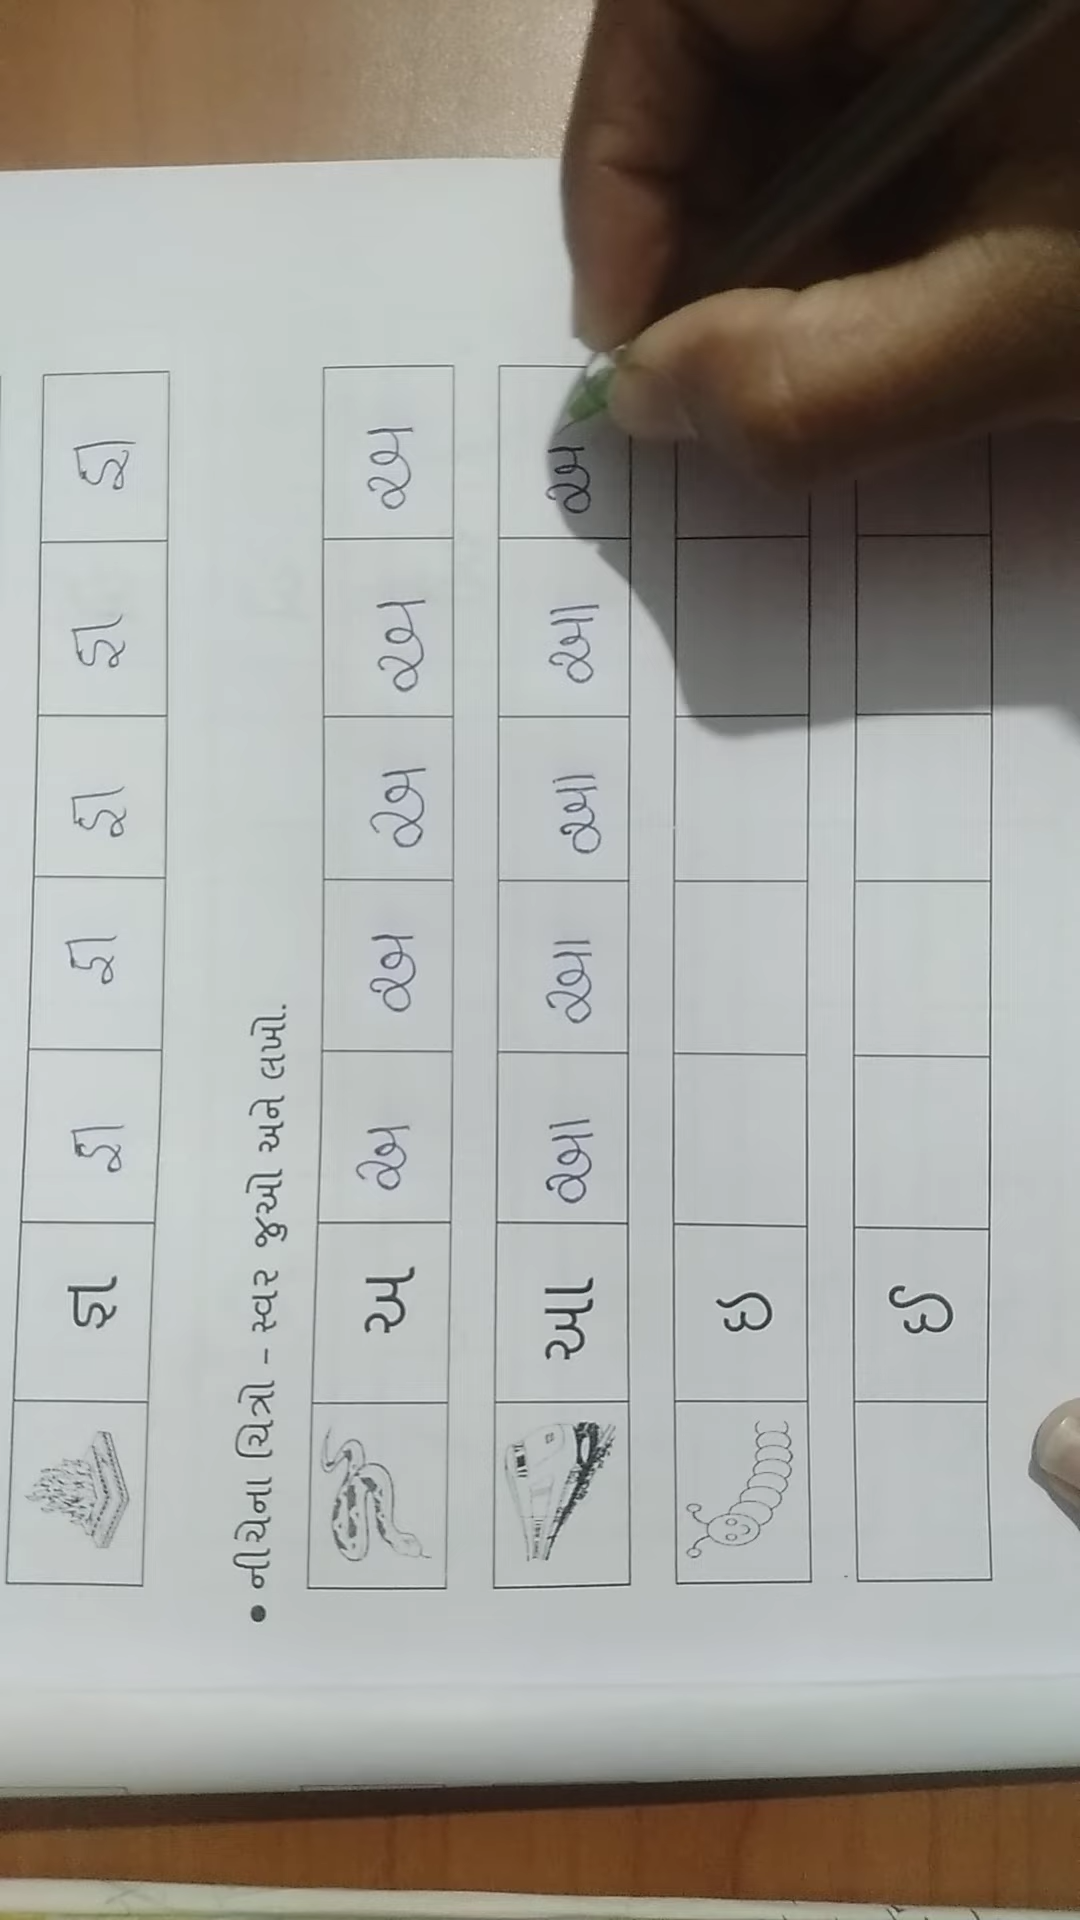 જ્ઞ જ્ઞ જ્ઞ જ્ઞ જ્ઞ જ્ઞ
• નીચેના ચિત્રો - સ્વર જુઓ અને લખો.
અ અ અ અ અ અ
આ આ આ આ આ અ
ઇ
ઈ